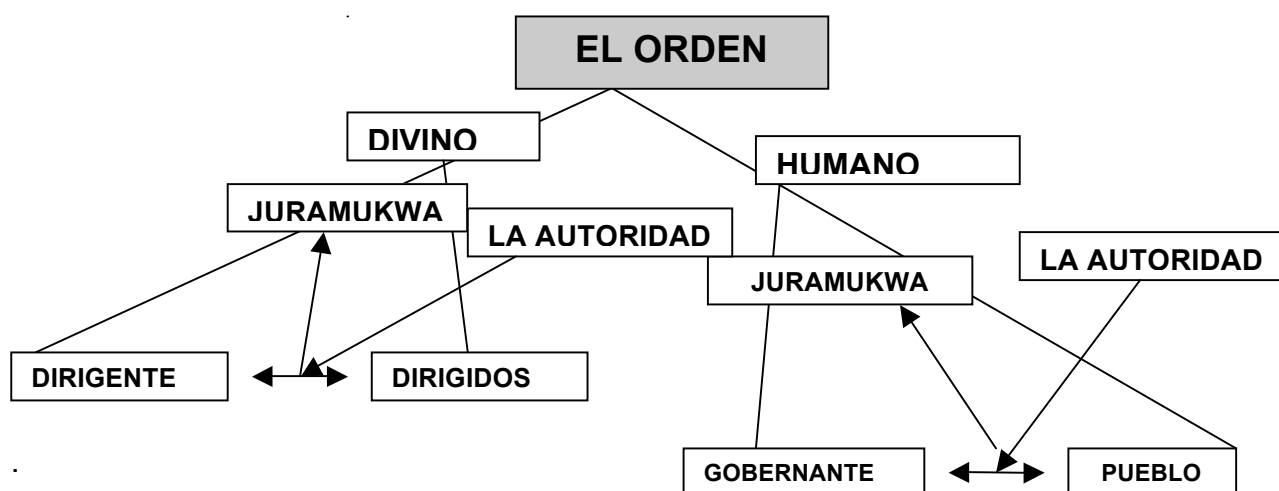 EL ORDEN
DIVINO
HUMANO
JURAMUKWA
LA AUTORIDAD
LA AUTORIDAD
JURAMUKWA
DIRIGENTE
DIRIGIDOS
GOBERNANTE
PUEBLO